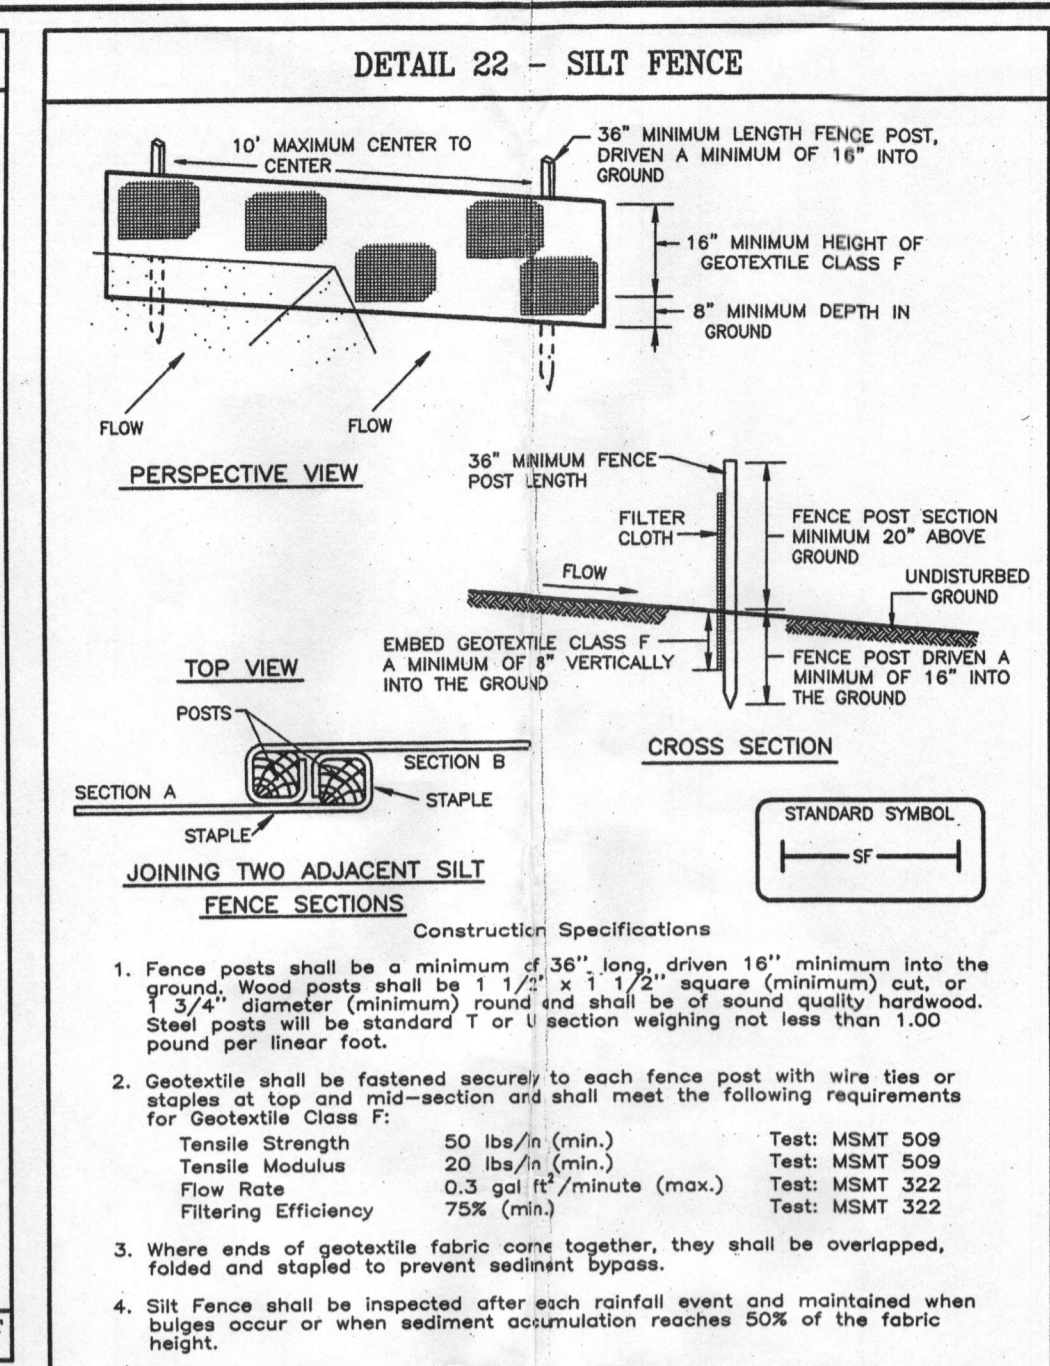 DETAIL 22 - SILT FENCE
10' MAXIMUM CENTER TO
CENTER
36" MINIMUM LENGTH FENCE POST,
DRIVEN A MINIMUM OF 16" INTO
GROUND
16" MINIMUM HEIGHT OF
GEOTEXTILE CLASS F
8" MINIMUM DEPTH IN
GROUND
FLOW
FLOW
PERSPECTIVE VIEW
36" MINIMUM FENCE
POST LENGTH
FILTER
CLOTH
FENCE POST SECTION
MINIMUM 20" ABOVE
GROUND
FLOW
UNDISTURBED
GROUND
EMBED GEOTEXTILE CLASS F
A MINIMUM OF 8" VERTICALLY
INTO THE GROUND
FENCE POST DRIVEN A
MINIMUM OF 16" INTO
THE GROUND
CROSS SECTION
TOP VIEW
POSTS
SECTION B
SECTION A
STAPLE
STAPLE
JOINING TWO ADJACENT SILT
FENCE SECTIONS
STANDARD SYMBOL
SF
Construction Specifications
1. Fence posts shall be a minimum of 36" long, driven 16" minimum into the
ground. Wood posts shall be 1 1/2" x 1 1/2" square (minimum) cut, or
1 3/4" diameter (minimum) round and shall be of sound quality hardwood.
Steel posts will be standard T or U section weighing not less than 1.00
pound per linear foot.
2. Geotextile shall be fastened securely to each fence post with wire ties or
staples at top and mid-section and shall meet the following requirements
for Geotextile Class F:
Tensile Strength 50 lbs/in (min.) Test: MSMT 509
Tensile Modulus 20 lbs/in (min.) Test: MSMT 509
Flow Rate 0.3 gal ft²/minute (max.) Test: MSMT 322
Filtering Efficiency 75% (min.) Test: MSMT 322
3. Where ends of geotextile fabric come together, they shall be overlapped,
folded and stapled to prevent sediment bypass.
4. Silt Fence shall be inspected after each rainfall event and maintained when
bulges occur or when sediment accumulation reaches 50% of the fabric
height.